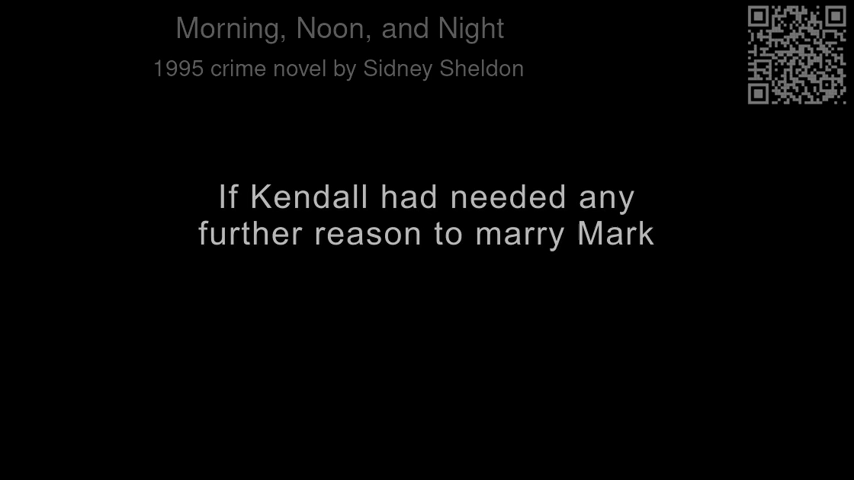 Morning, Noon, and Night
1995 crime novel by Sidney Sheldon
If Kendall had needed any
further reason to marry Mark